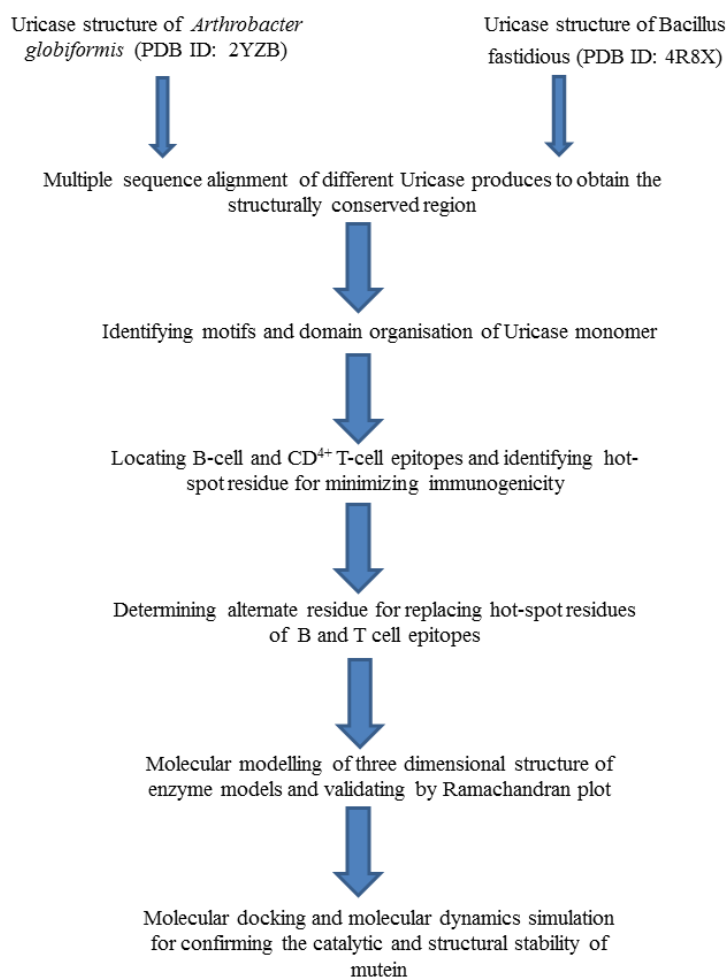 Uricase structure of Arthrobacter
globiformis (PDB ID: 2YZB)
Uricase structure of Bacillus
fastidious (PDB ID: 4R8X)
Multiple sequence alignment of different Uricase produces to obtain the
structurally conserved region
Identifying motifs and domain organisation of Uricase monomer
Locating B-cell and CD4+ T-cell epitopes and identifying hot-
spot residue for minimizing immunogenicity
Determining alternate residue for replacing hot-spot residues
of B and T cell epitopes
Molecular modelling of three dimensional structure of
enzyme models and validating by Ramachandran plot
Molecular docking and molecular dynamics simulation
for confirming the catalytic and structural stability of
mutein